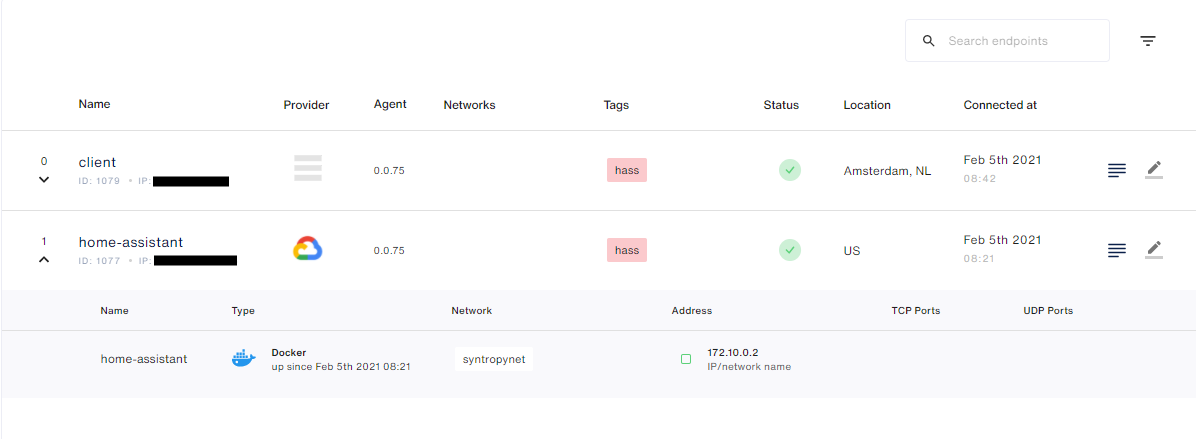 Search endpoints
Name Provider Agent Networks Tags Status Location Connected at
0 client 0.0.75 hass Amsterdam, NL Feb 5th 2021
ID: 1079 • IP: 08:42
1 home-assistant 0.0.75 hass US Feb 5th 2021
ID: 1077 • IP: 08:21
Name Type Network Address TCP Ports UDP Ports
home-assistant Docker syntropynet 172.10.0.2
up since Feb 5th 2021 08:21 IP/network name